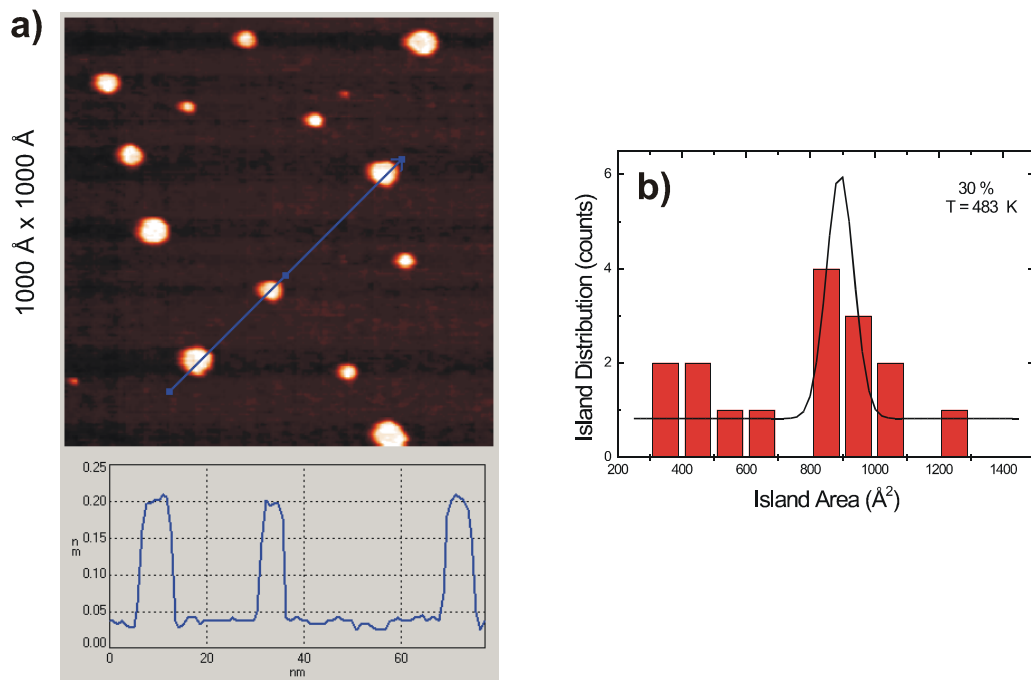 a)
1000 Å x 1000 Å
0.25
0.20
0.15
0.10
0.05
0.00
nm
0 20 40 60
nm
b)
30 %
T = 483 K
Island Distribution (counts)
6
4
2
0
200 400 600 800 1000 1200 1400
Island Area (Å²)